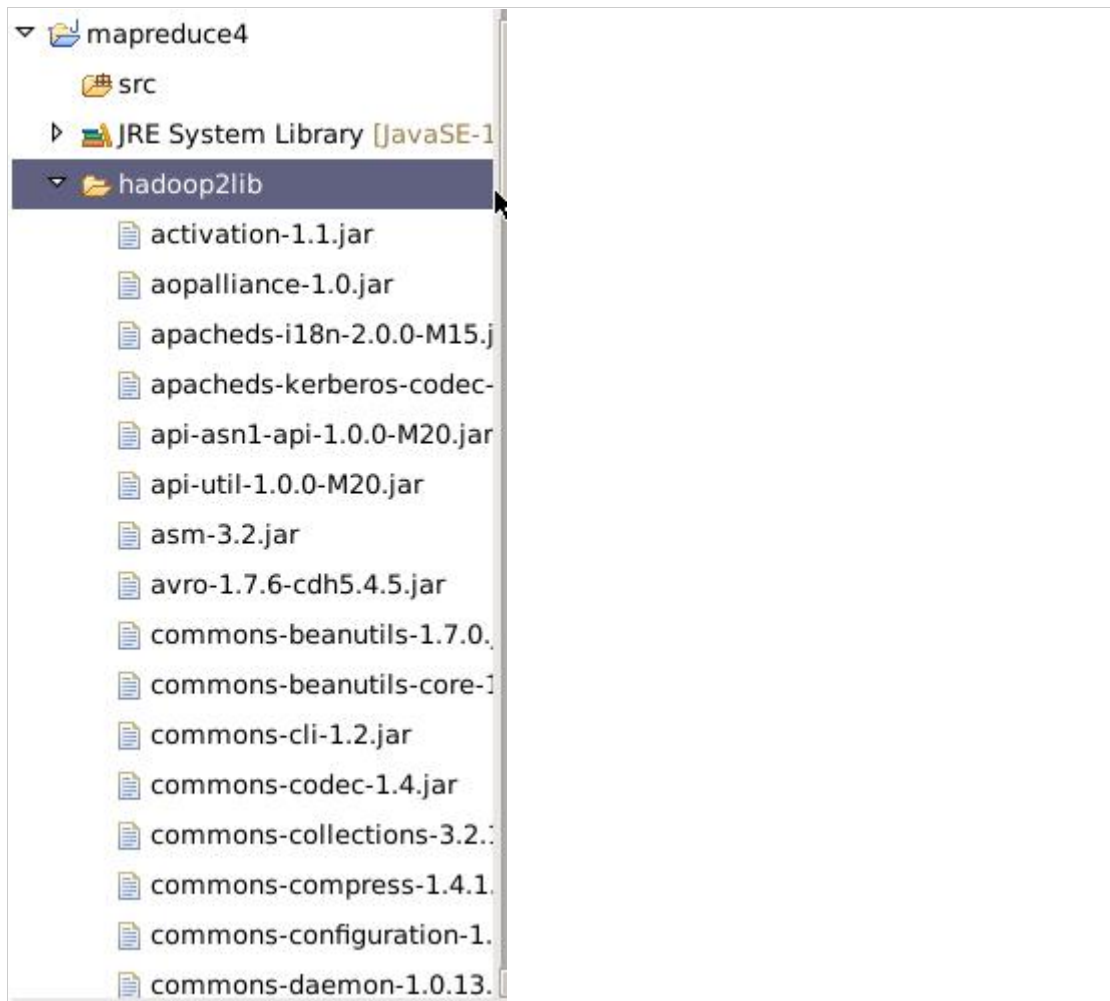 mapreduce4
src
JRE System Library [JavaSE-1
hadoop2lib
activation-1.1.jar
aopalliance-1.0.jar
apacheds-i18n-2.0.0-M15.j
apacheds-kerberos-codec-
api-asn1-api-1.0.0-M20.jar
api-util-1.0.0-M20.jar
asm-3.2.jar
avro-1.7.6-cdh5.4.5.jar
commons-beanutils-1.7.0.
commons-beanutils-core-1
commons-cli-1.2.jar
commons-codec-1.4.jar
commons-collections-3.2.1
commons-compress-1.4.1.
commons-configuration-1.
commons-daemon-1.0.13.